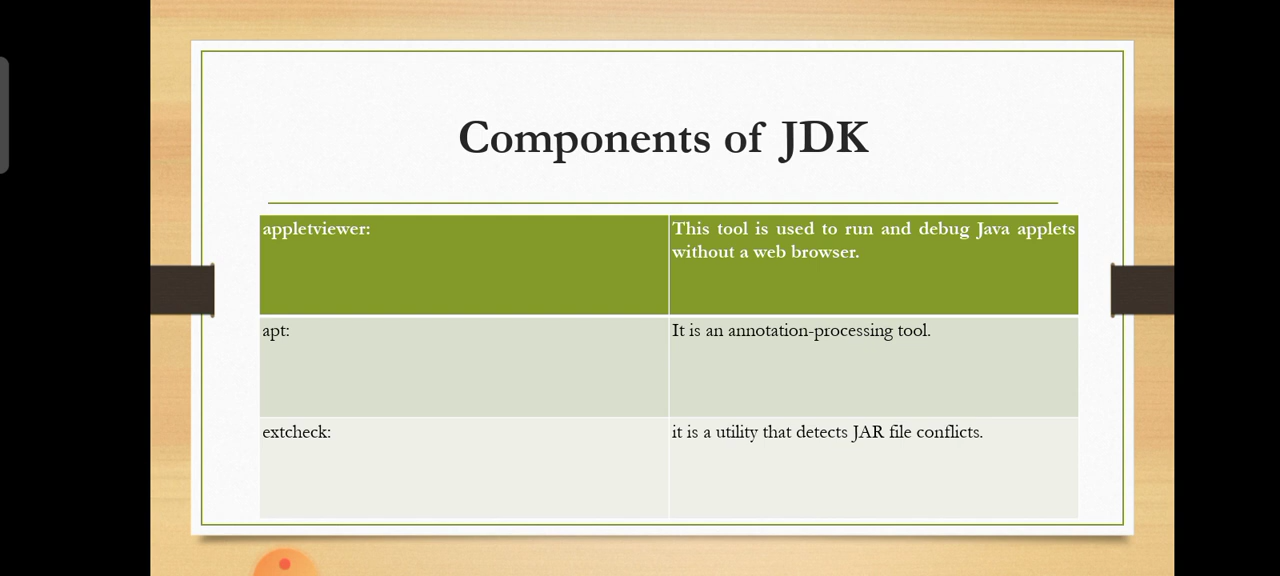 Components of JDK
appletviewer:
This tool is used to run and debug Java applets
without a web browser.
apt:
It is an annotation-processing tool.
extcheck:
it is a utility that detects JAR file conflicts.